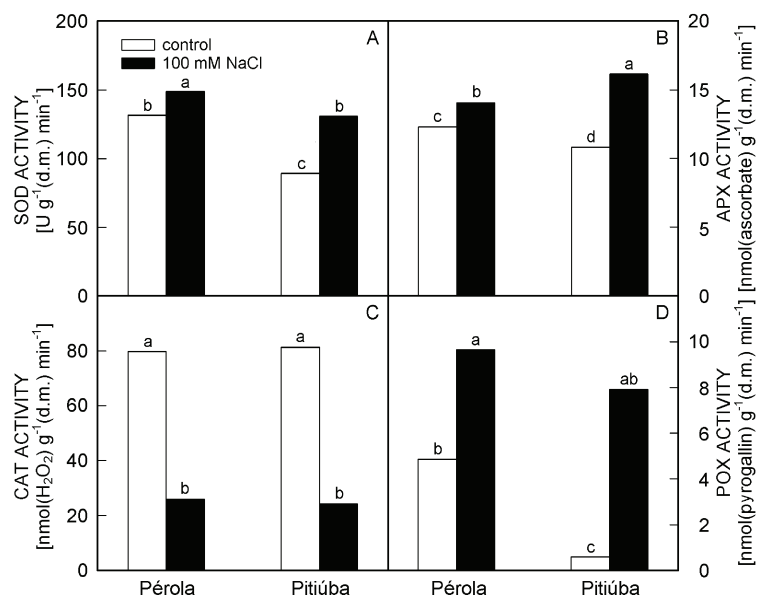 200
150
100
50
0
SOD ACTIVITY
[U g⁻¹(d.m.) min⁻¹]
control
100 mM NaCl
A
b
a
c
b
B
c
b
d
a
20
15
10
5
0
APX ACTIVITY
[nmol(ascorbate) g⁻¹(d.m.) min⁻¹]
80
60
40
20
0
CAT ACTIVITY
[nmol(H₂O₂) g⁻¹(d.m.) min⁻¹]
C
a
b
a
b
D
b
a
c
ab
10
8
6
4
2
0
POX ACTIVITY
[nmol(pyrogallin) g⁻¹(d.m.) min⁻¹]
Pérola Pitiúba Pérola Pitiúba